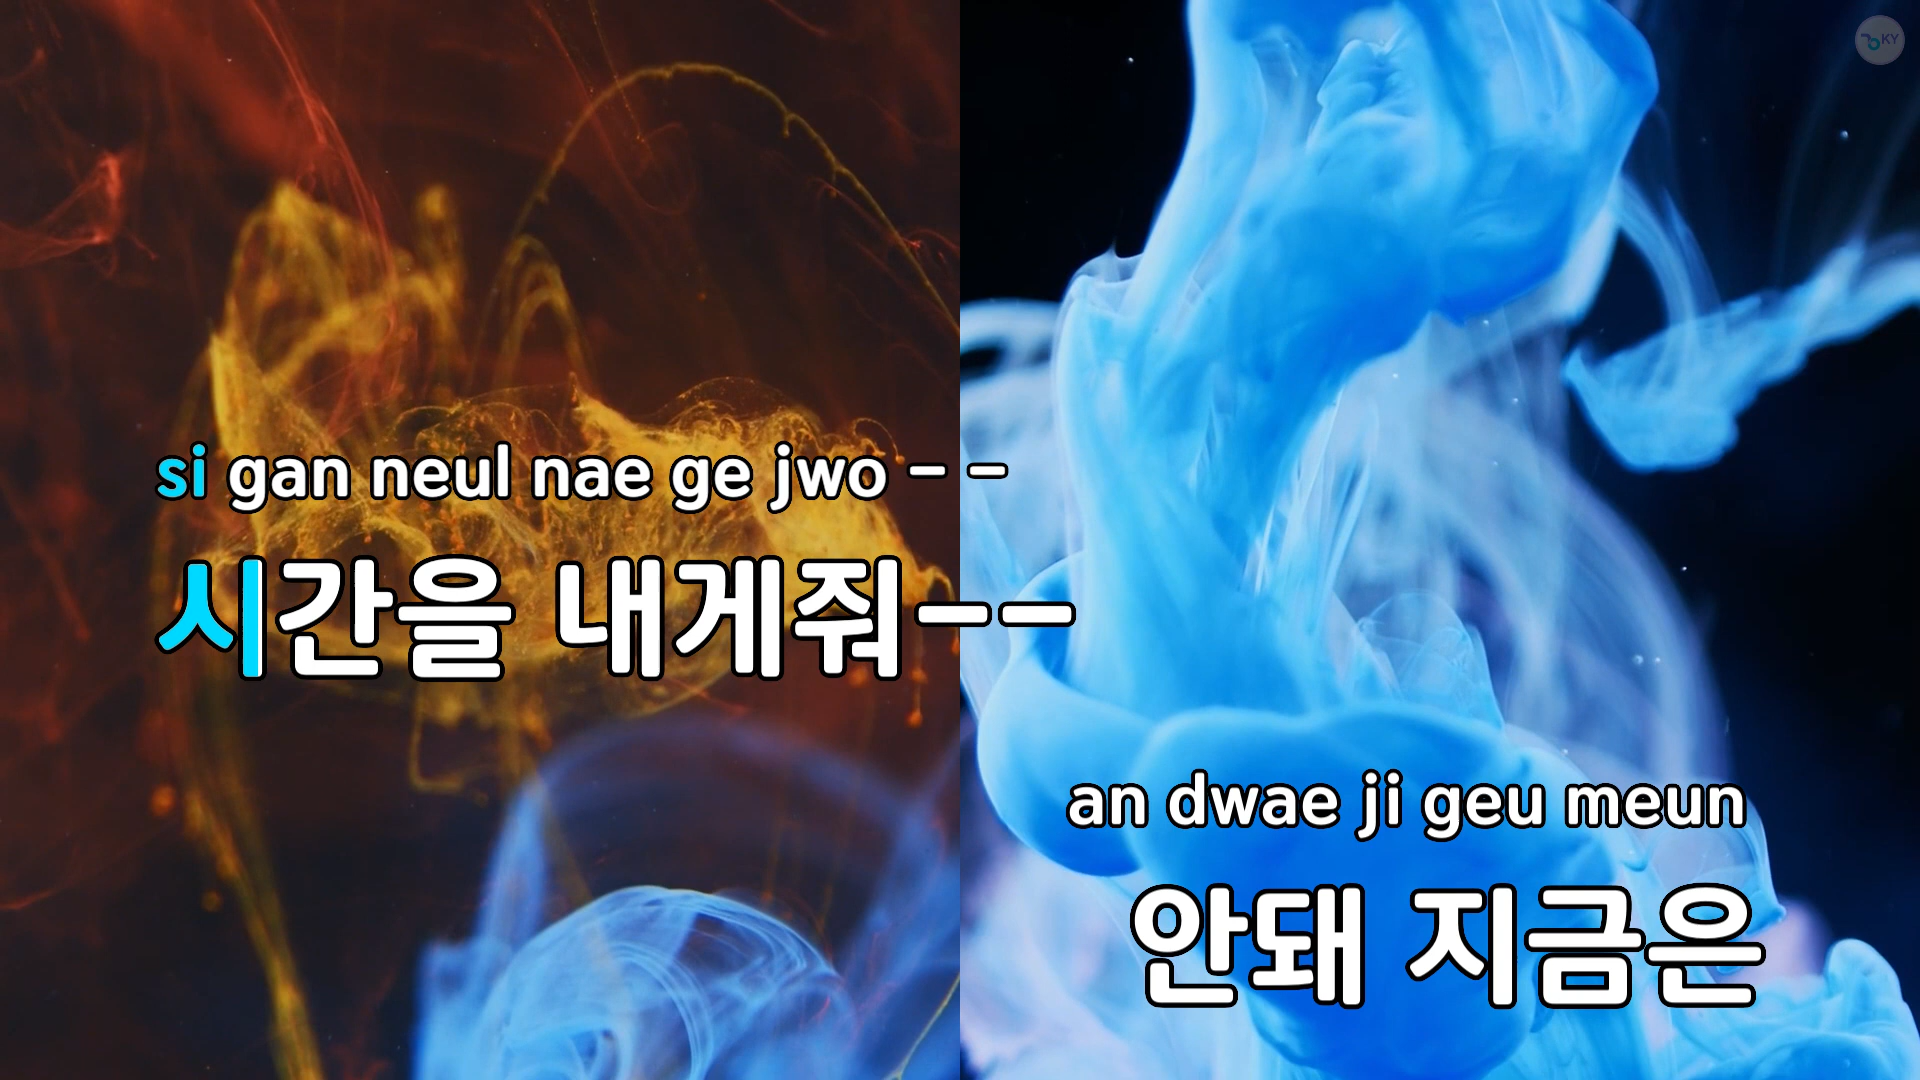 KY
si gan neul nae ge jwo - -
시간을 내게줘--
an dwae ji geu meun
안돼 지금은